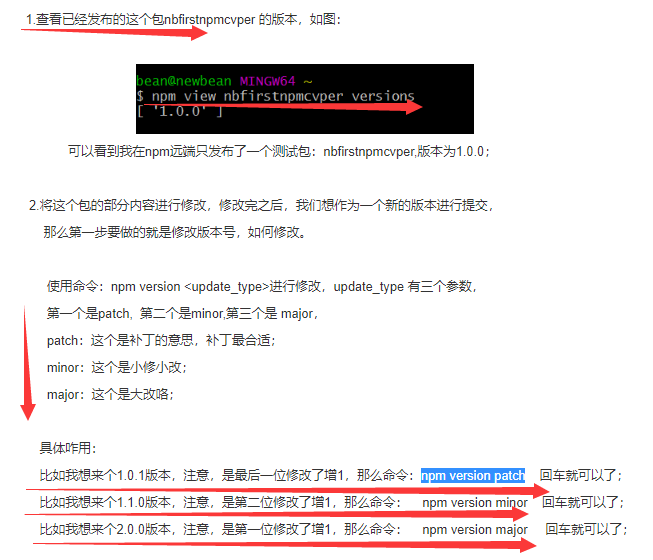 1.查看已经发布的这个包nbfirstnpmcvper 的版本，如图：
bean@newbean MINGW64 ~
$ npm view nbfirstnpmcvper versions
[ '1.0.0' ]
可以看到我在npm远端只发布了一个测试包：nbfirstnpmcvper,版本为1.0.0；
2.将这个包的部分内容进行修改，修改完之后，我们想作为一个新的版本进行提交，
那么第一步要做的就是修改版本号，如何修改。
使用命令：npm version <update_type>进行修改，update_type 有三个参数，
第一个是patch, 第二个是minor,第三个是 major，
patch：这个是补丁的意思，补丁最合适；
minor：这个是小修小改；
major：这个是大改咯；
具体咋用：
比如我想来个1.0.1版本，注意，是最后一位修改了增1，那么命令：npm version patch 回车就可以了；
比如我想来个1.1.0版本，注意，是第二位修改了增1，那么命令： npm version minor 回车就可以了；
比如我想来个2.0.0版本，注意，是第一位修改了增1，那么命令： npm version major 回车就可以了；